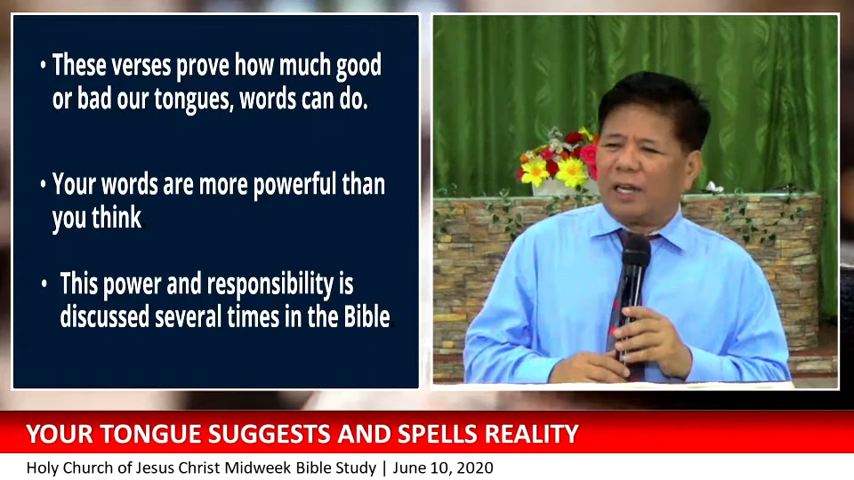 • These verses prove how much good
or bad our tongues, words can do.
• Your words are more powerful than
you think.
• This power and responsibility is
discussed several times in the Bible.
YOUR TONGUE SUGGESTS AND SPELLS REALITY
Holy Church of Jesus Christ Midweek Bible Study | June 10, 2020